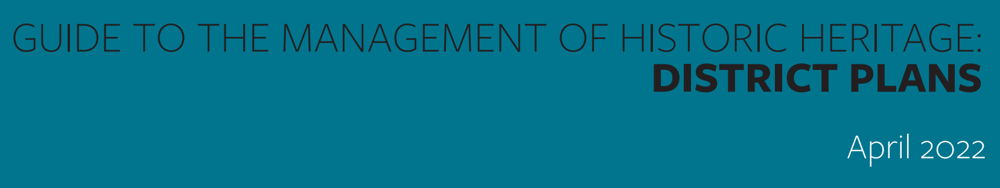 GUIDE TO THE MANAGEMENT OF HISTORIC HERITAGE:
DISTRICT PLANS
April 2022